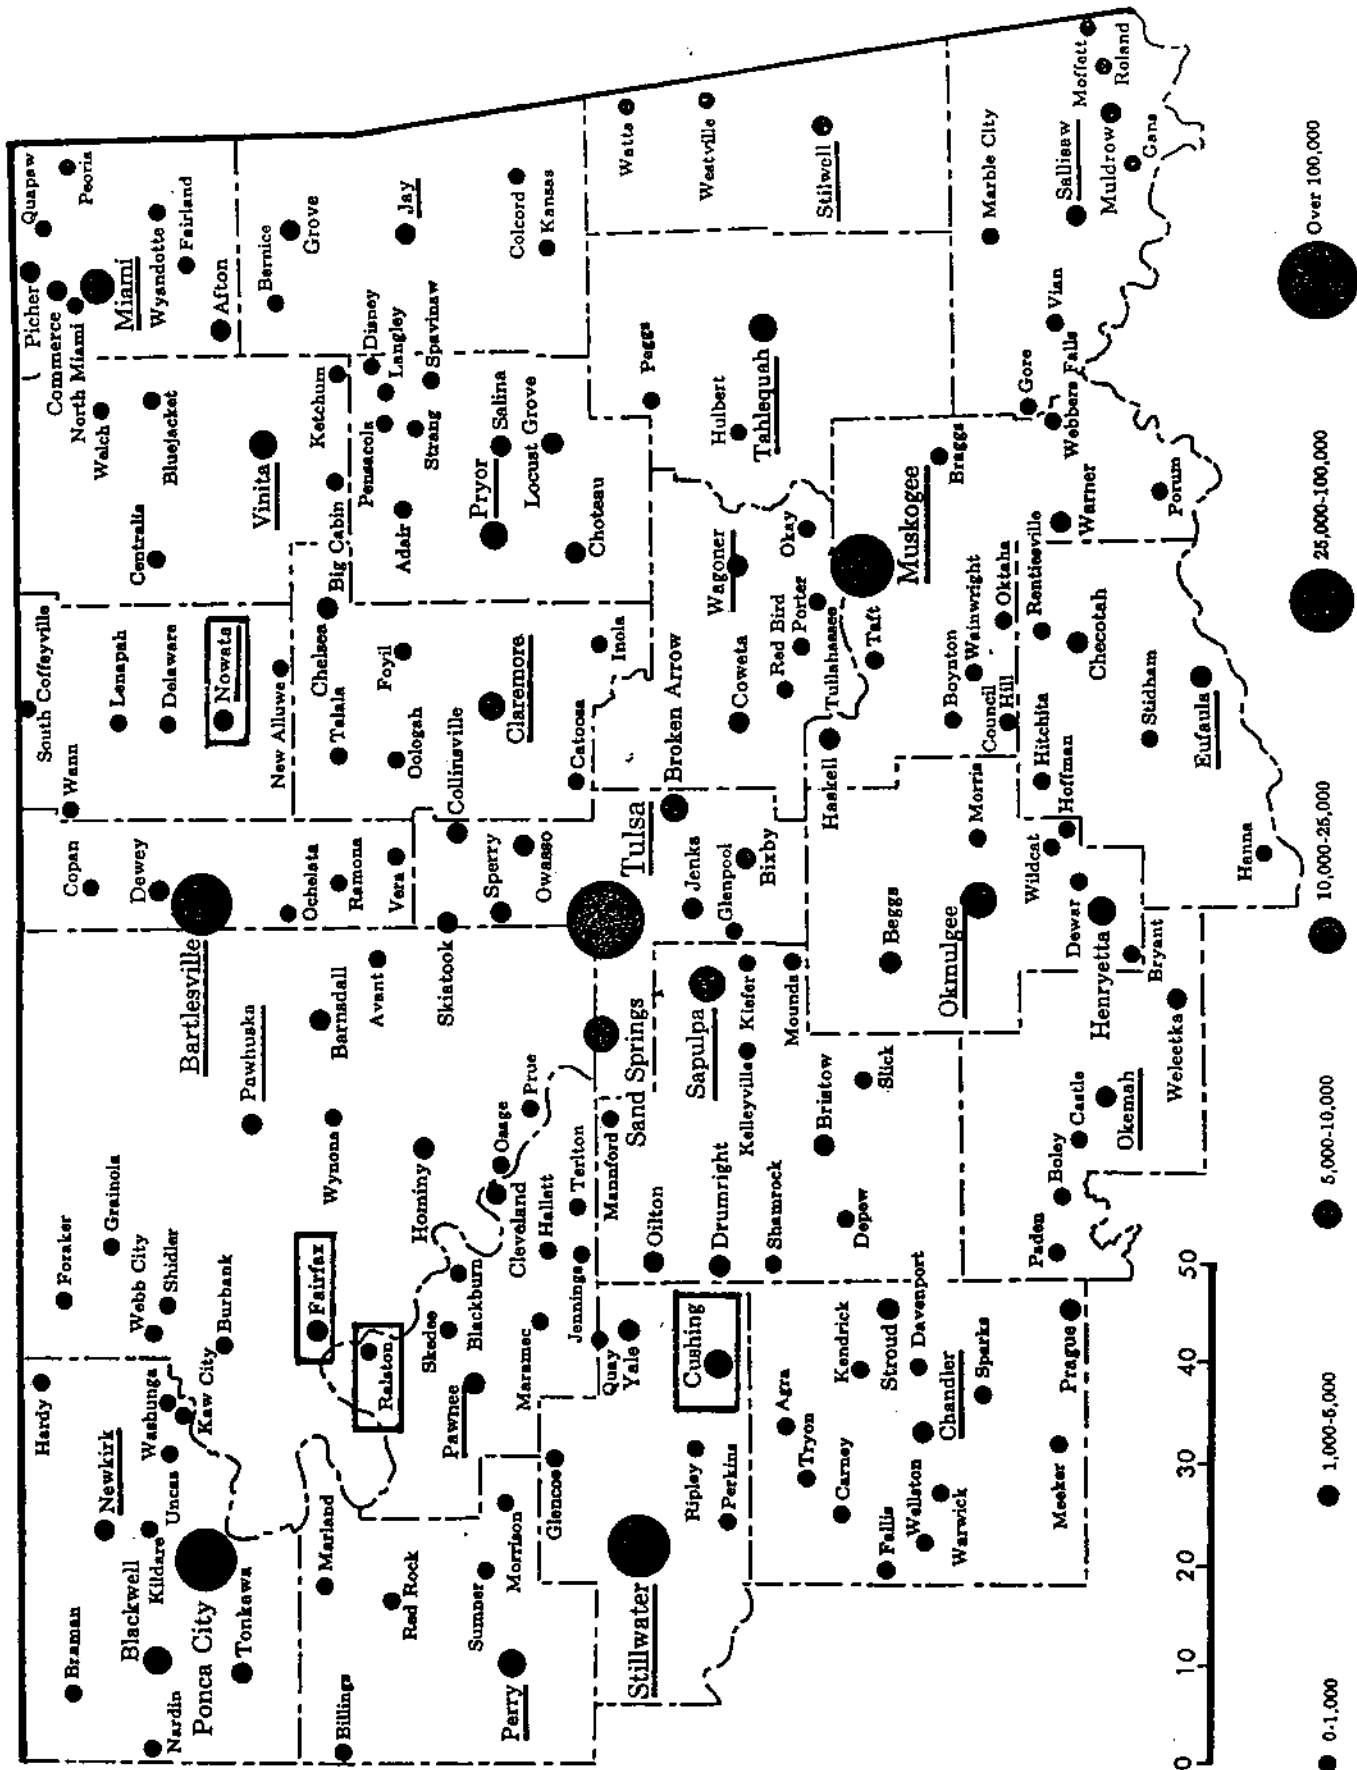 Hardy
Foraker
Grainola
Newkirk
Washunga
Webb City
Shidler
Braman
Blackwell
Kildare
Uncas
Kaw City
Burbank
Nardin
Ponca City
Tonkawa
Pawhuska
Bartlesville
Copan
Dewey
Wann
South Coffeyville
Lenapah
Delaware
Nowata
New Alluwe
Centralia
Welch
Bluejacket
Vinita
Picher
Commerce
North Miami
Miami
Quapaw
Peoria
Wyandotte
Fairland
Afton
Bernice
Grove
Jay
Colcord
Kansas
Billings
Marland
Red Rock
Sumner
Perry
Morrison
Fairfax
Ralston
Skedee
Blackburn
Pawnee
Maramec
Wynona
Barnsdall
Avant
Hominy
Skiatook
Osage
Prue
Cleveland
Hallett
Jennings
Terlton
Ochelata
Ramona
Vera
Sperry
Owasso
Collinsville
Talala
Oologah
Chelsea
Foyil
Claremore
Inola
Catoosa
Big Cabin
Ketchum
Pensacola
Disney
Langley
Strang
Spavinaw
Adair
Pryor
Salina
Locust Grove
Choteau
Stillwater
Glencoe
Ripley
Perkins
Quay
Yale
Cushing
Mannford
Sand Springs
Oilton
Drumright
Shamrock
Sapulpa
Kelleyville
Kiefer
Mounds
Bristow
Slick
Depew
Tulsa
Broken Arrow
Jenks
Glenpool
Bixby
Coweta
Wagoner
Red Bird
Porter
Okay
Tullahassee
Peggs
Hulbert
Tahlequah
Watts
Westville
Stilwell
Agra
Tryon
Carney
Kendrick
Stroud
Davenport
Chandler
Sparks
Fallis
Wellston
Warwick
Meeker
Prague
Paden
Boley
Castle
Okemah
Weleetka
Beggs
Okmulgee
Morris
Wildcat
Hoffman
Dewar
Henryetta
Bryant
Haskell
Taft
Muskogee
Boynton
Wainwright
Council
Hill
Oktaha
Braggs
Warner
Porum
Webbers Falls
Gore
Vian
Marble City
Sallisaw
Muldrow
Gans
Moffett
Roland
Hitchita
Rentiesville
Checotah
Stidham
Eufaula
Hanna
0
10
20
30
40
50
0-1,000
1,000-5,000
5,000-10,000
10,000-25,000
25,000-100,000
Over 100,000